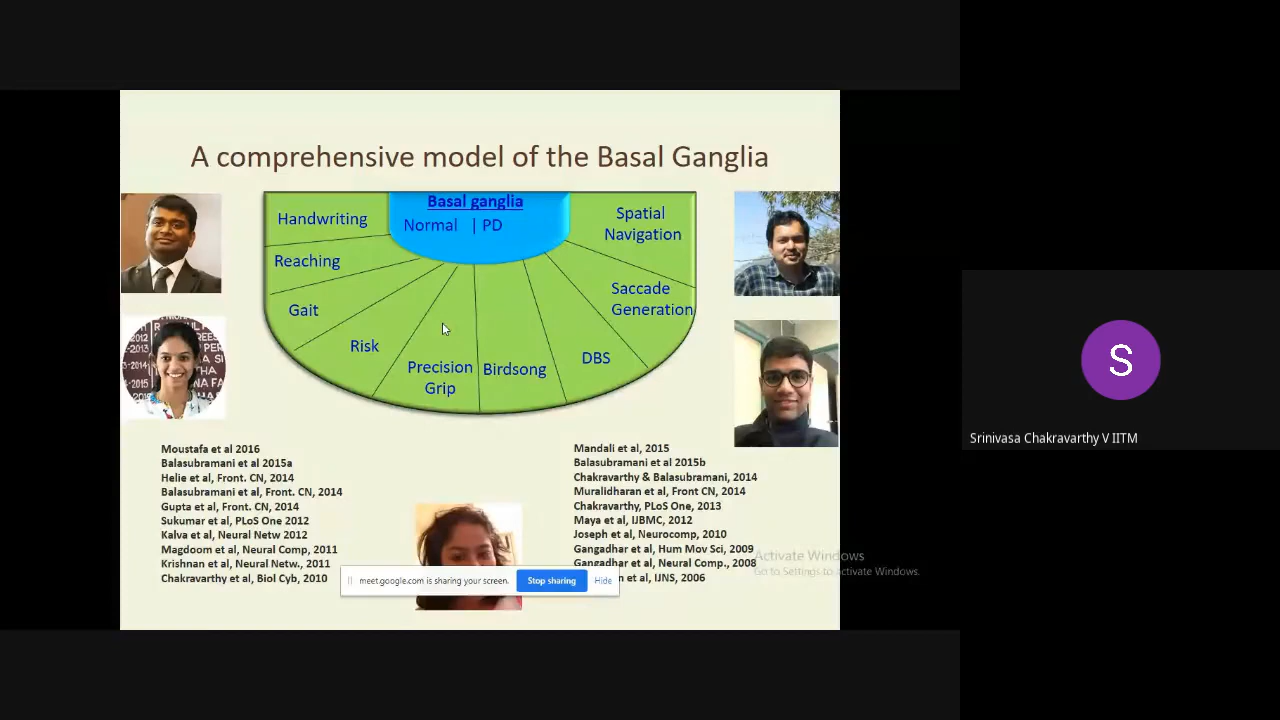 A comprehensive model of the Basal Ganglia
Basal ganglia
Normal | PD
Handwriting
Reaching
Gait
Risk
Precision
Grip
Birdsong
DBS
Saccade
Generation
Spatial
Navigation
Moustafa et al 2016
Balasubramani et al 2015a
Helie et al, Front. CN, 2014
Balasubramani et al, Front. CN, 2014
Gupta et al, Front. CN, 2014
Sukumar et al, PLoS One 2012
Kalva et al, Neural Netw 2012
Magdoom et al, Neural Comp, 2011
Krishnan et al, Neural Netw., 2011
Chakravarthy et al, Biol Cyb, 2010
Mandali et al, 2015
Balasubramani et al 2015b
Chakravarthy & Balasubramani, 2014
Muralidharan et al, Front CN, 2014
Chakravarthy, PLoS One, 2013
Maya et al, IJBMC, 2012
Joseph et al, Neurocomp, 2010
Gangadhar et al, Hum Mov Sci, 2009
Gangadhar et al, Neural Comp., 2008
et al, IJNS, 2006
meet.google.com is sharing your screen.
Stop sharing
Hide
Activate Windows
Go to Settings to activate Windows.
S
Srinivasa Chakravarthy V IITM